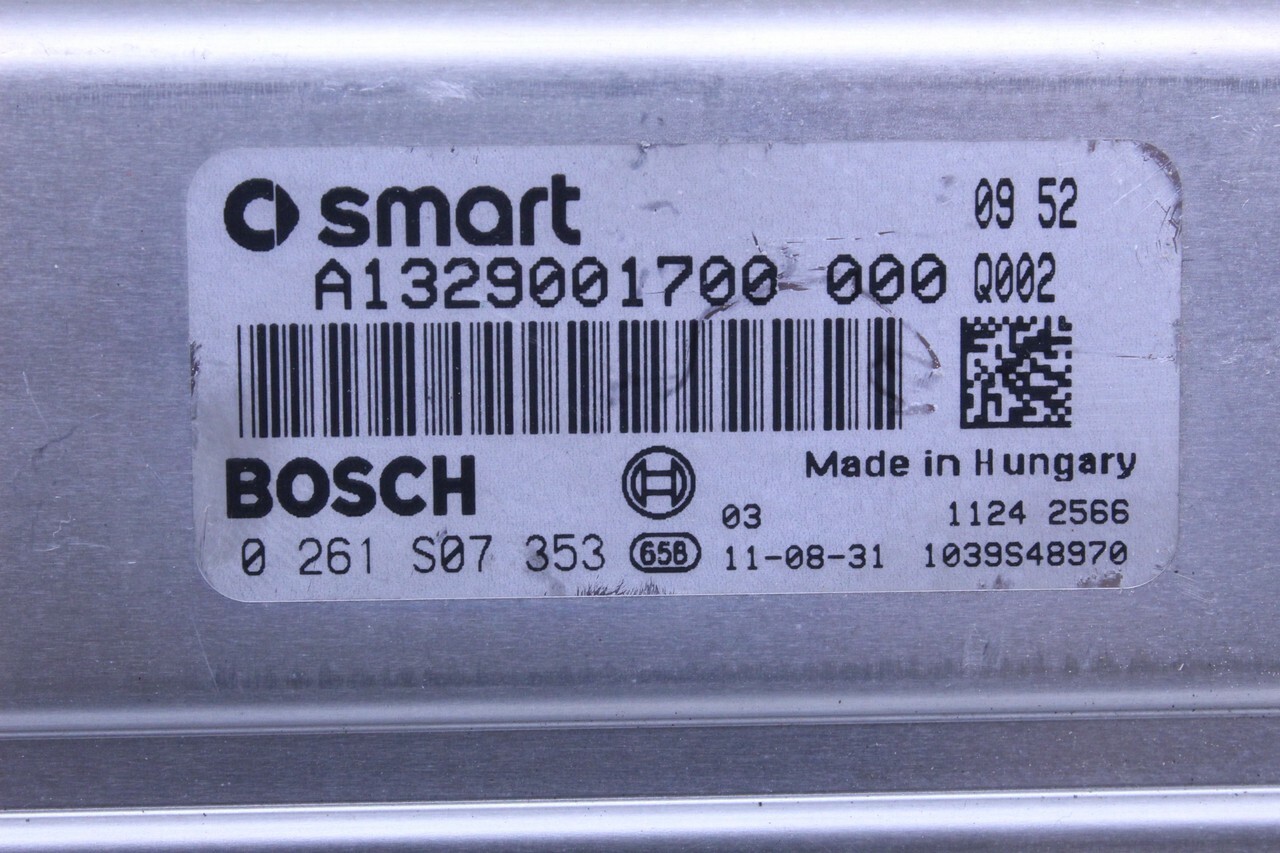 smart 09 52
A1329001700 000 Q002
BOSCH Made in Hungary
03 1124 2566
0 261 S07 353 658 11-08-31 1039S48970